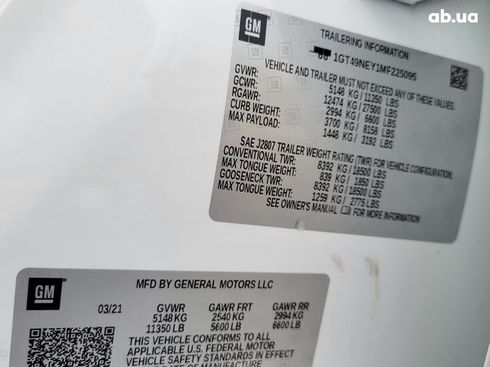 ab.ua
GM
TRAILERING INFORMATION
1GT49NEY1MF225095
VEHICLE AND TRAILER MUST NOT EXCEED ANY OF THESE VALUES.
GVWR: 5148 KG / 11350 LBS
GCWR: 12474 KG / 27500 LBS
RGAWR: 2994 KG / 6600 LBS
CURB WEIGHT: 3700 KG / 8158 LBS
MAX PAYLOAD: 1448 KG / 3192 LBS
SAE J2807 TRAILER WEIGHT RATING (TWR) FOR VEHICLE CONFIGURATION.
CONVENTIONAL TWR: 8392 KG / 18500 LBS
MAX TONGUE WEIGHT: 839 KG / 1850 LBS
GOOSENECK TWR: 8392 KG / 18500 LBS
MAX TONGUE WEIGHT: 1259 KG / 2775 LBS
SEE OWNER'S MANUAL FOR MORE INFORMATION
GM
MFD BY GENERAL MOTORS LLC
03/21 GVWR GAWR FRT GAWR RR
5148 KG 2540 KG 2994 KG
11350 LB 5600 LB 6600 LB
THIS VEHICLE CONFORMS TO ALL
APPLICABLE U.S. FEDERAL MOTOR
VEHICLE SAFETY STANDARDS IN EFFECT